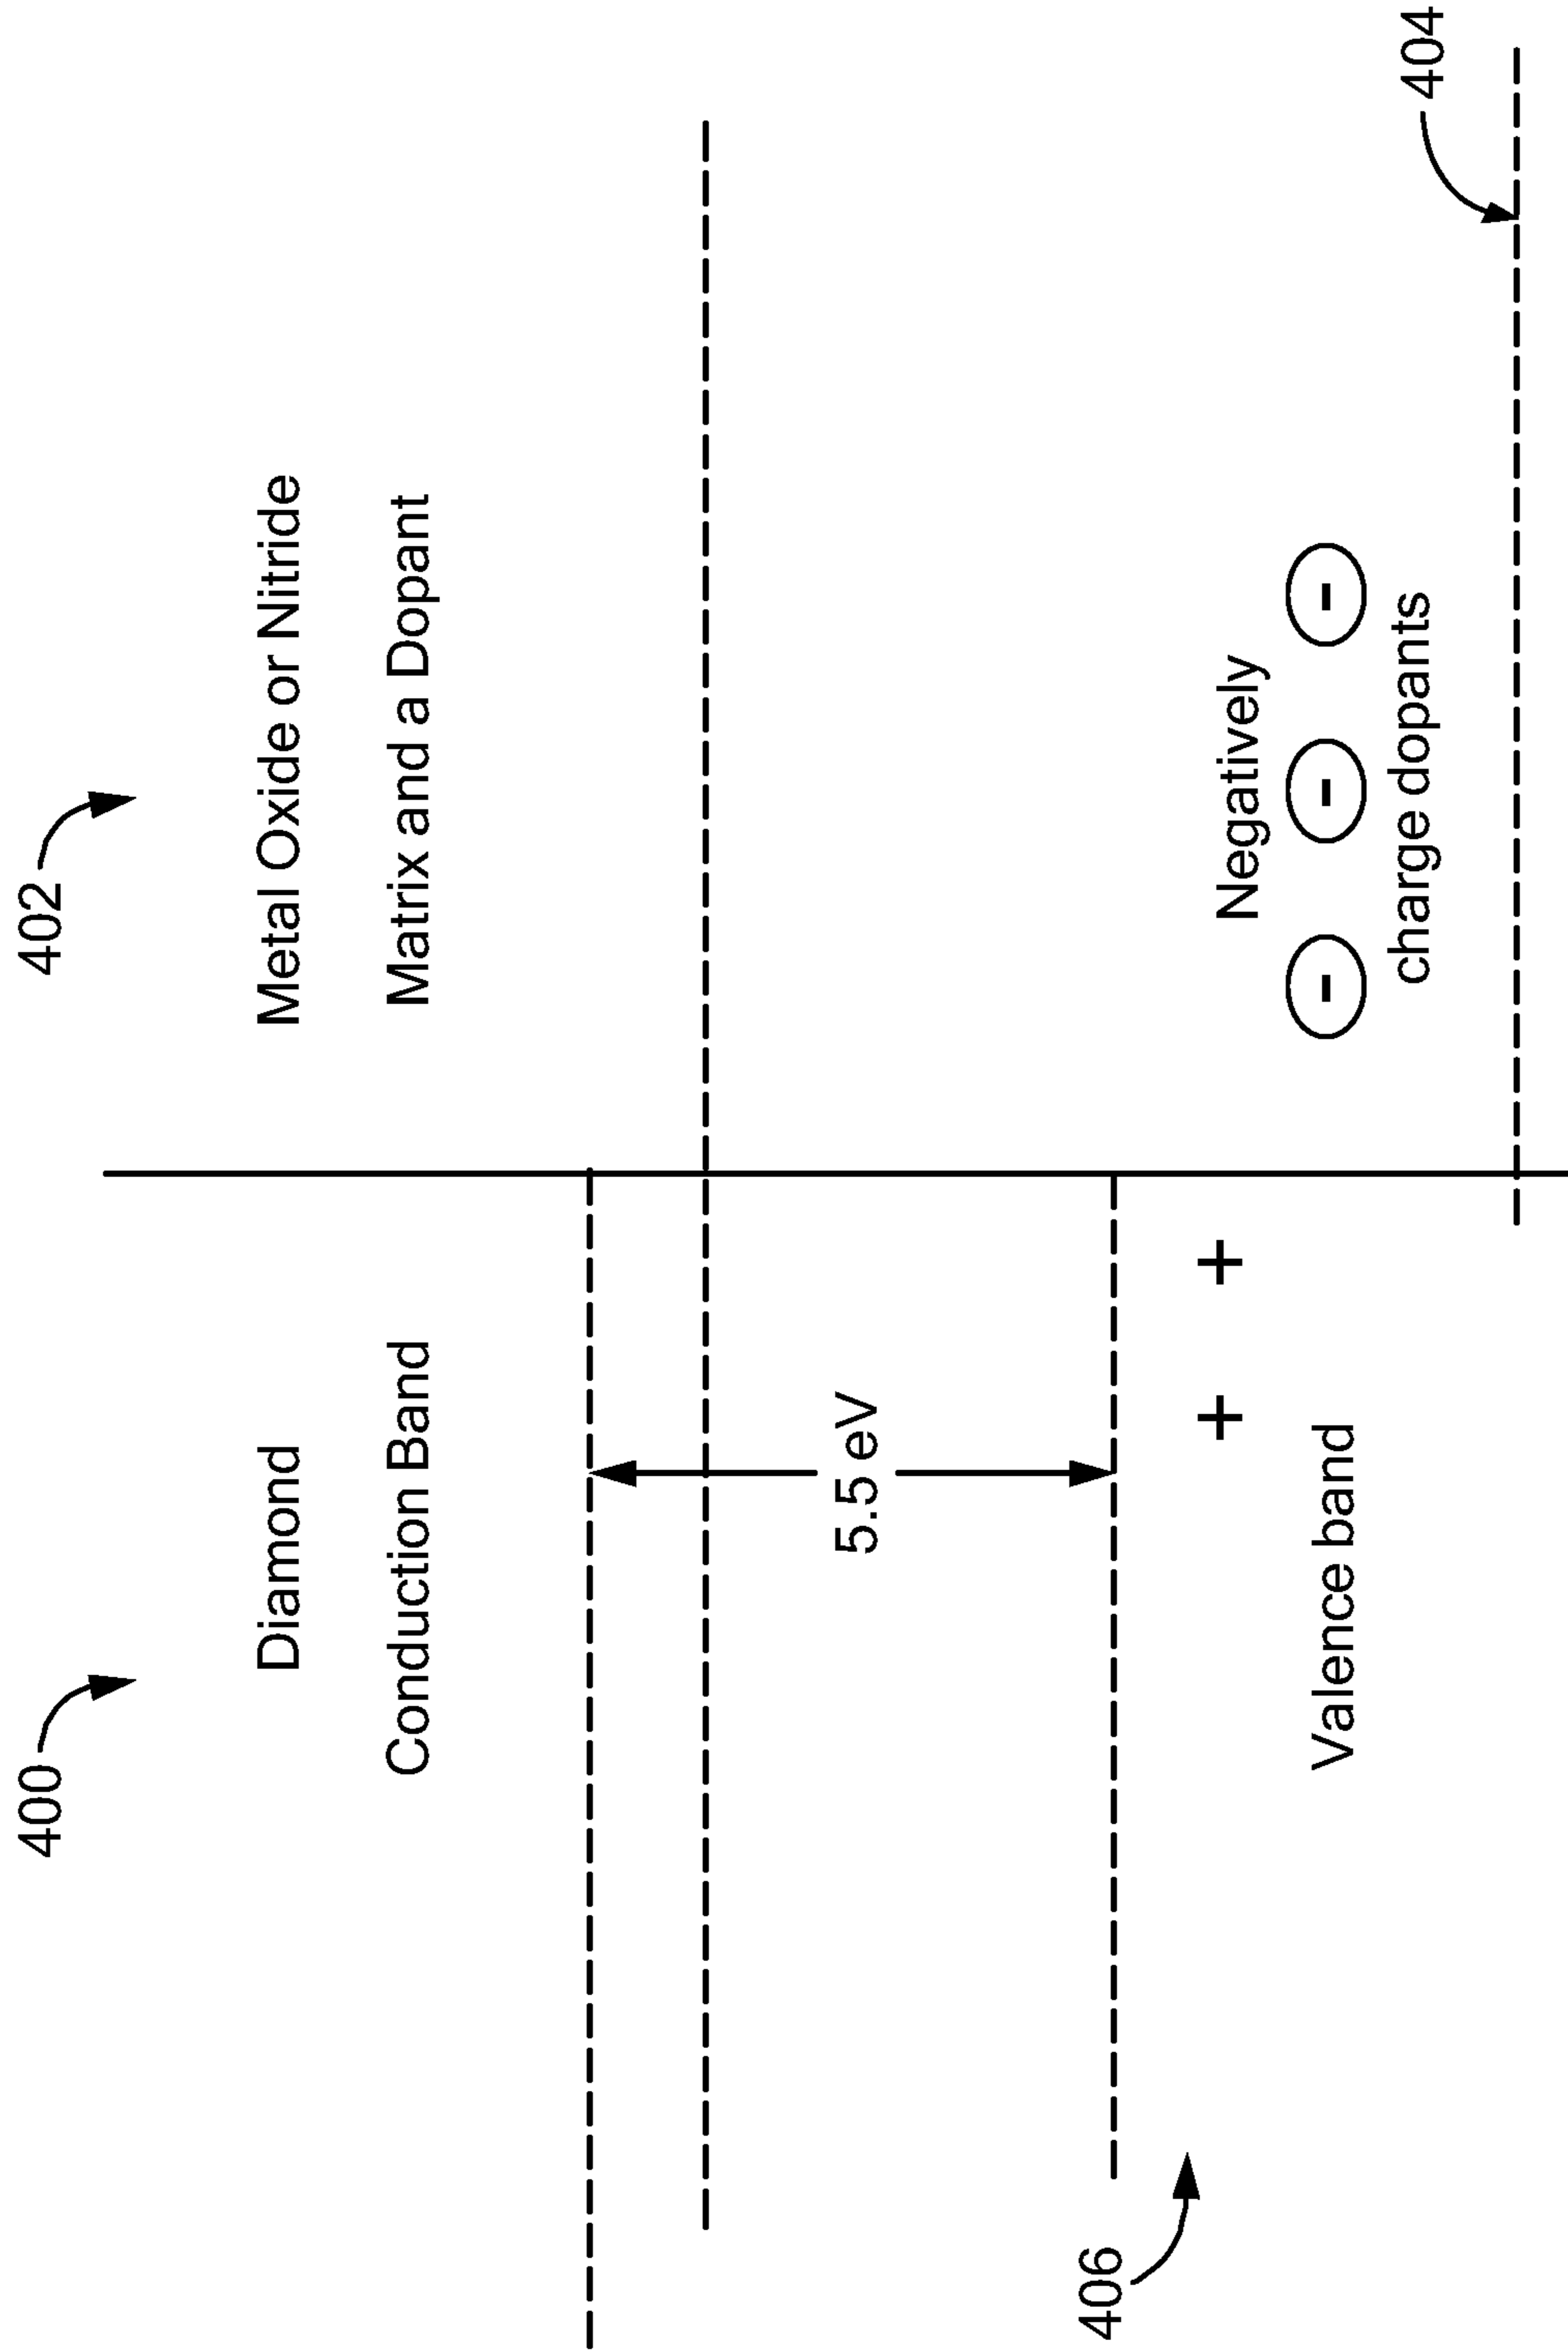 400
402
Diamond
Metal Oxide or Nitride
Conduction Band
Matrix and a Dopant
5.5 eV
406
+ +
Negatively
- - -
Valence band
charge dopants
404